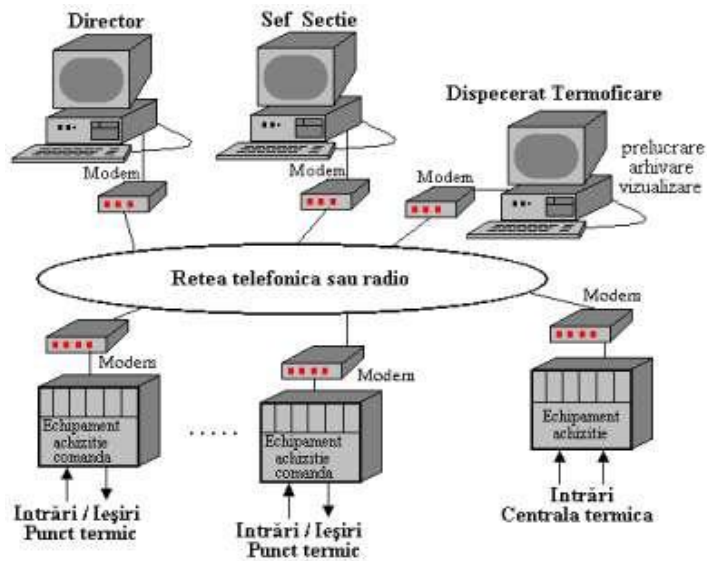 Director
Sef Sectie
Dispecerat Termoficare
prelucrare
arhivare
vizualizare
Modem
Modem
Modem
Retea telefonica sau radio
Modem
Modem
Modem
Echipament
achizitie
comanda
.....
Echipament
achizitie
comanda
Echipament
achizitie
Intrări / Ieşiri
Punct termic
Intrări / Ieşiri
Punct termic
Intrări
Centrala termica